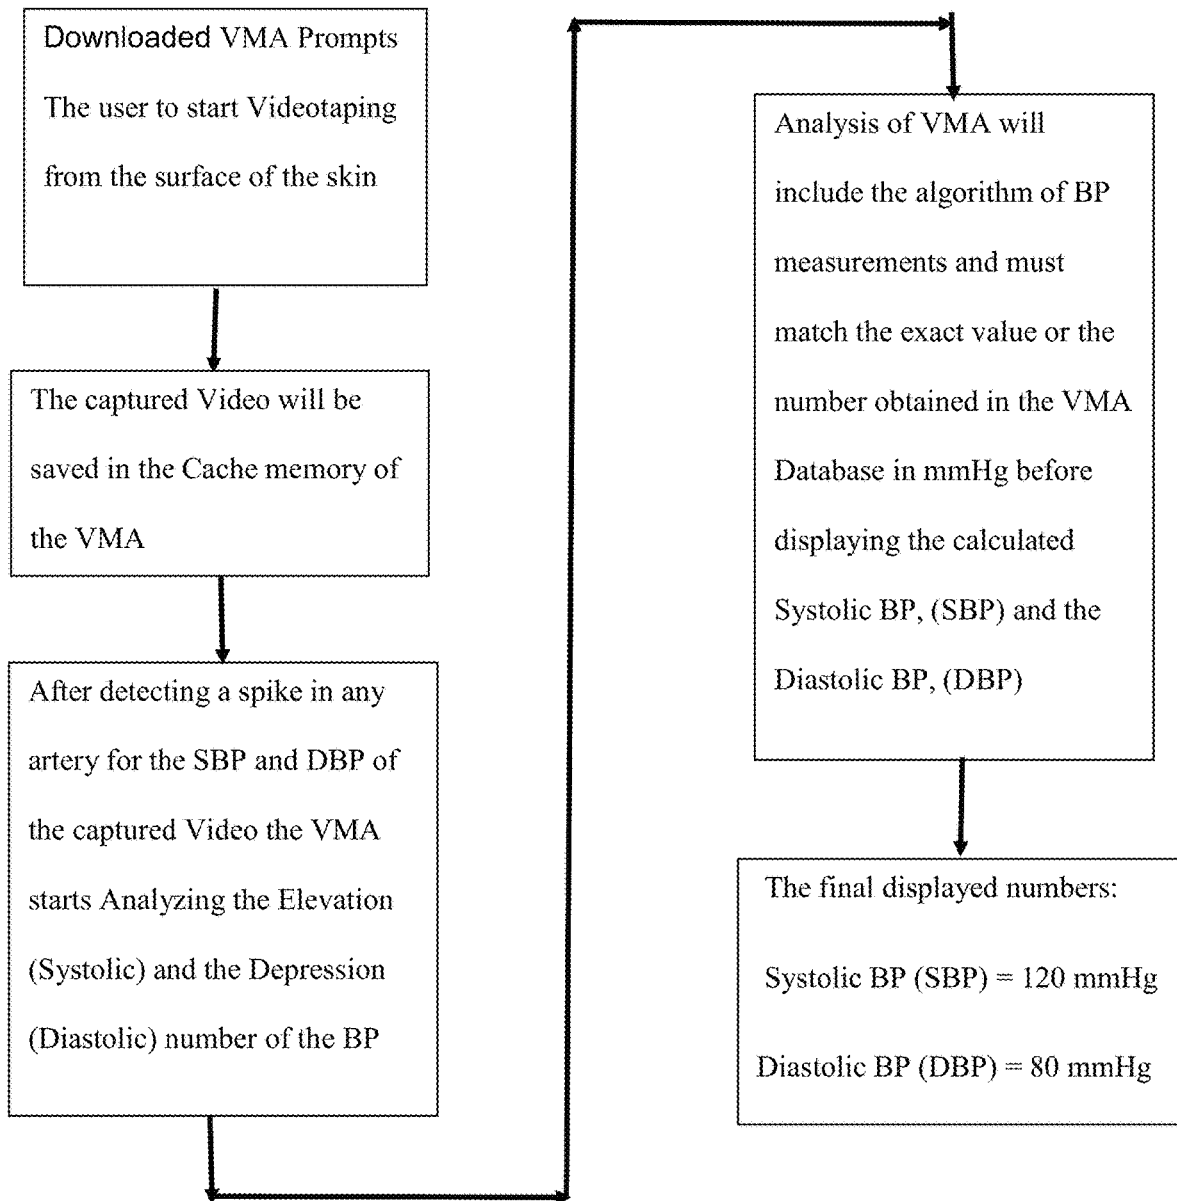 Downloaded VMA Prompts
The user to start Videotaping
from the surface of the skin
The captured Video will be
saved in the Cache memory of
the VMA
After detecting a spike in any
artery for the SBP and DBP of
the captured Video the VMA
starts Analyzing the Elevation
(Systolic) and the Depression
(Diastolic) number of the BP
Analysis of VMA will
include the algorithm of BP
measurements and must
match the exact value or the
number obtained in the VMA
Database in mmHg before
displaying the calculated
Systolic BP, (SBP) and the
Diastolic BP, (DBP)
The final displayed numbers:
Systolic BP (SBP) = 120 mmHg
Diastolic BP (DBP) = 80 mmHg